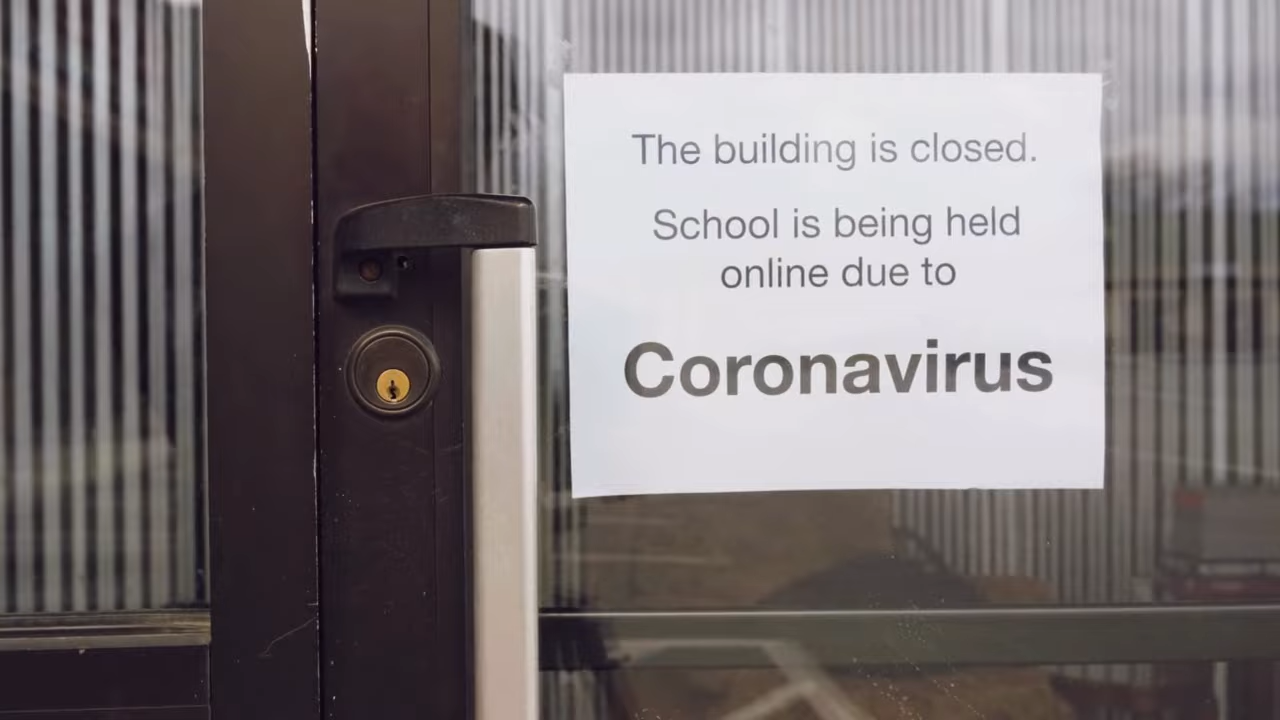 The building is closed.
School is being held
online due to
Coronavirus